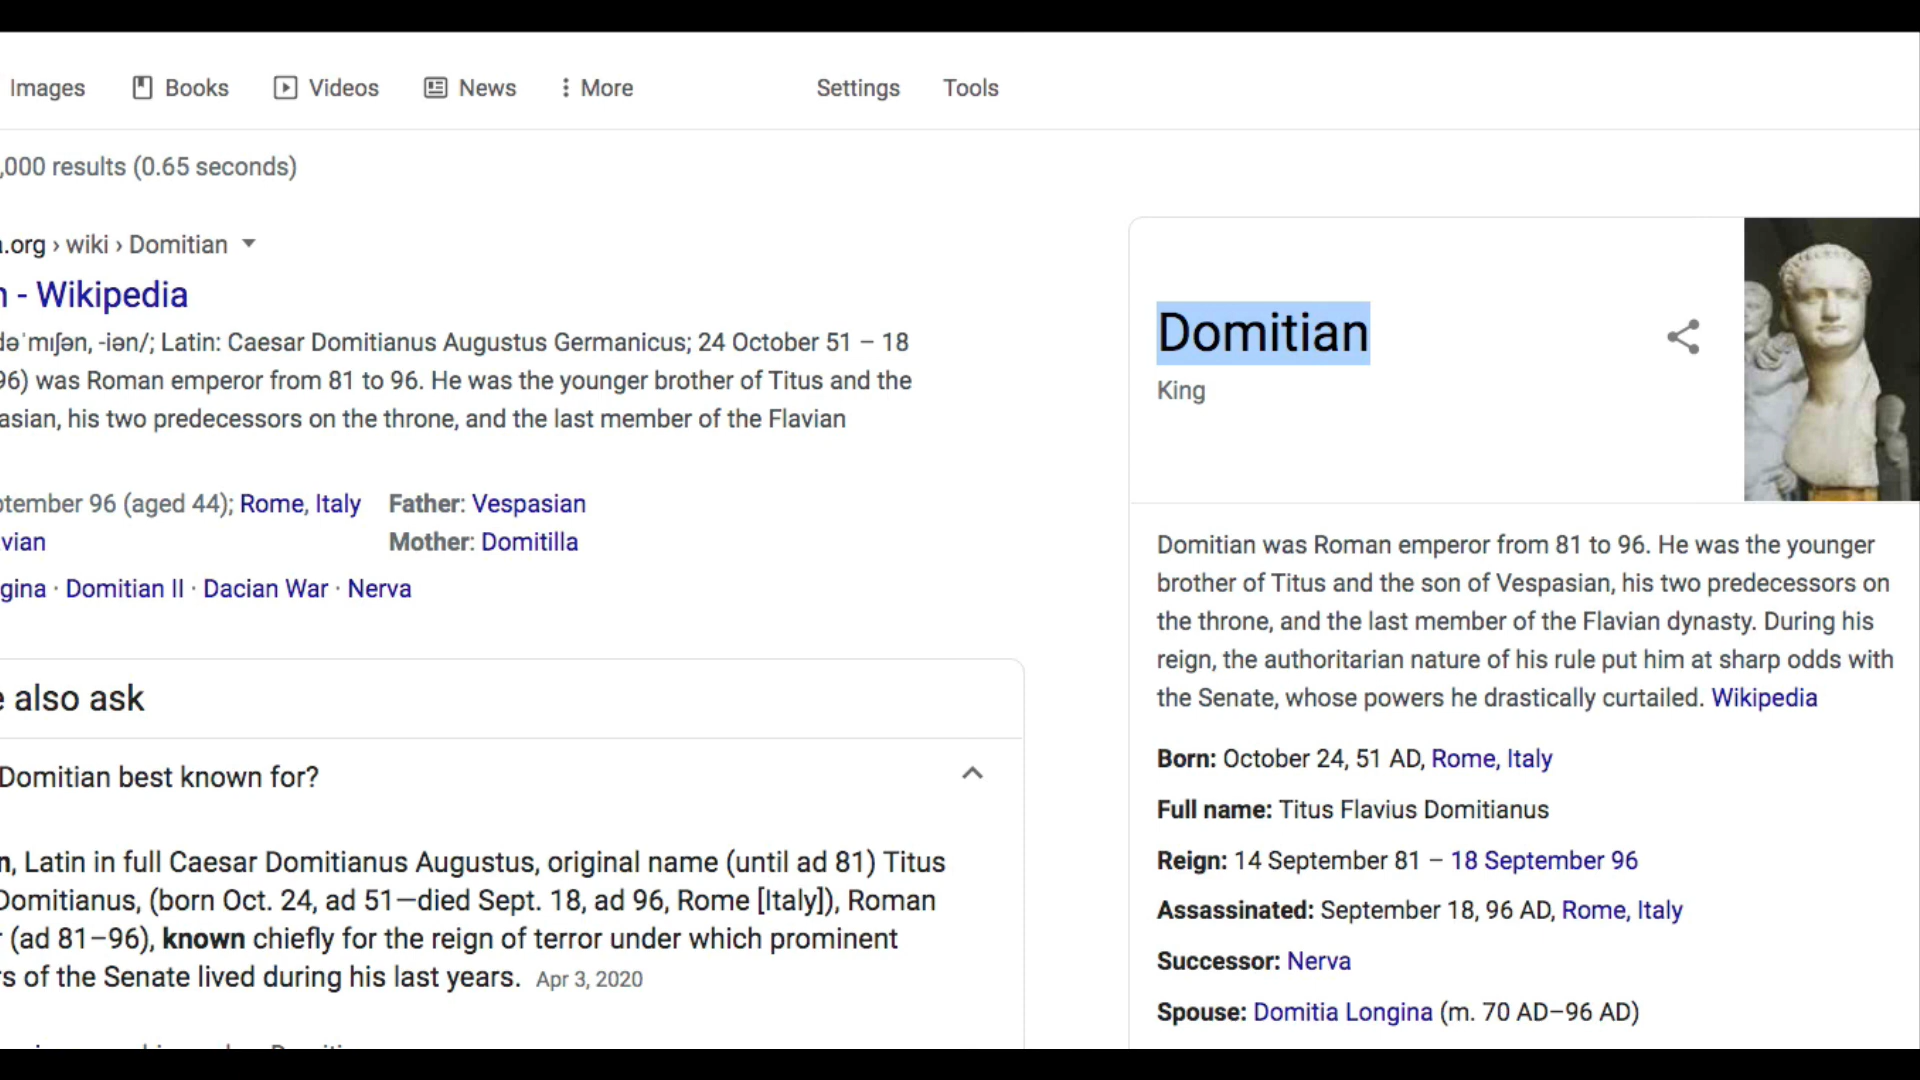 Images Books Videos News More Settings Tools
,000 results (0.65 seconds)
.org › wiki › Domitian
n - Wikipedia
dəˈmɪʃən, -iən/; Latin: Caesar Domitianus Augustus Germanicus; 24 October 51 – 18
96) was Roman emperor from 81 to 96. He was the younger brother of Titus and the
asian, his two predecessors on the throne, and the last member of the Flavian
ptember 96 (aged 44); Rome, Italy Father: Vespasian
vian Mother: Domitilla
gina · Domitian II · Dacian War · Nerva
e also ask
Domitian best known for?
n, Latin in full Caesar Domitianus Augustus, original name (until ad 81) Titus
Domitianus, (born Oct. 24, ad 51—died Sept. 18, ad 96, Rome [Italy]), Roman
r (ad 81–96), known chiefly for the reign of terror under which prominent
rs of the Senate lived during his last years. Apr 3, 2020
Domitian
King
Domitian was Roman emperor from 81 to 96. He was the younger
brother of Titus and the son of Vespasian, his two predecessors on
the throne, and the last member of the Flavian dynasty. During his
reign, the authoritarian nature of his rule put him at sharp odds with
the Senate, whose powers he drastically curtailed. Wikipedia
Born: October 24, 51 AD, Rome, Italy
Full name: Titus Flavius Domitianus
Reign: 14 September 81 – 18 September 96
Assassinated: September 18, 96 AD, Rome, Italy
Successor: Nerva
Spouse: Domitia Longina (m. 70 AD–96 AD)